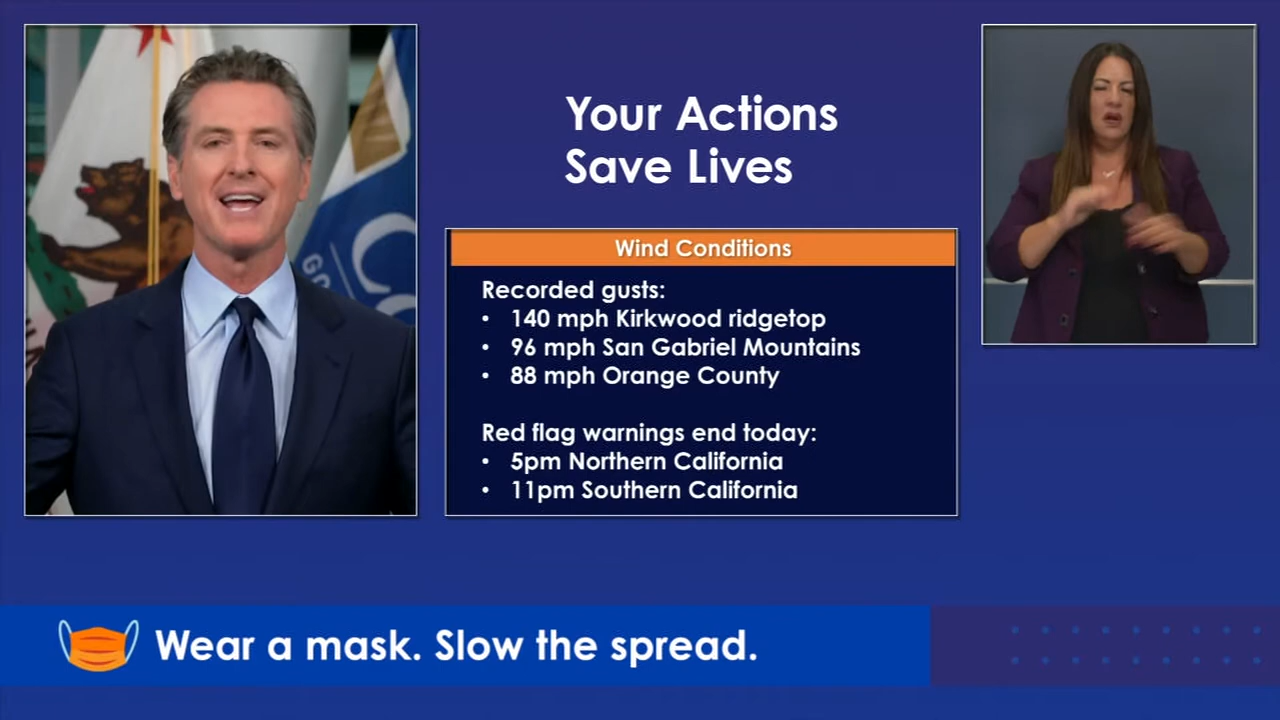 Your Actions
Save Lives
Wind Conditions
Recorded gusts:
• 140 mph Kirkwood ridgetop
• 96 mph San Gabriel Mountains
• 88 mph Orange County
Red flag warnings end today:
• 5pm Northern California
• 11pm Southern California
Wear a mask. Slow the spread.